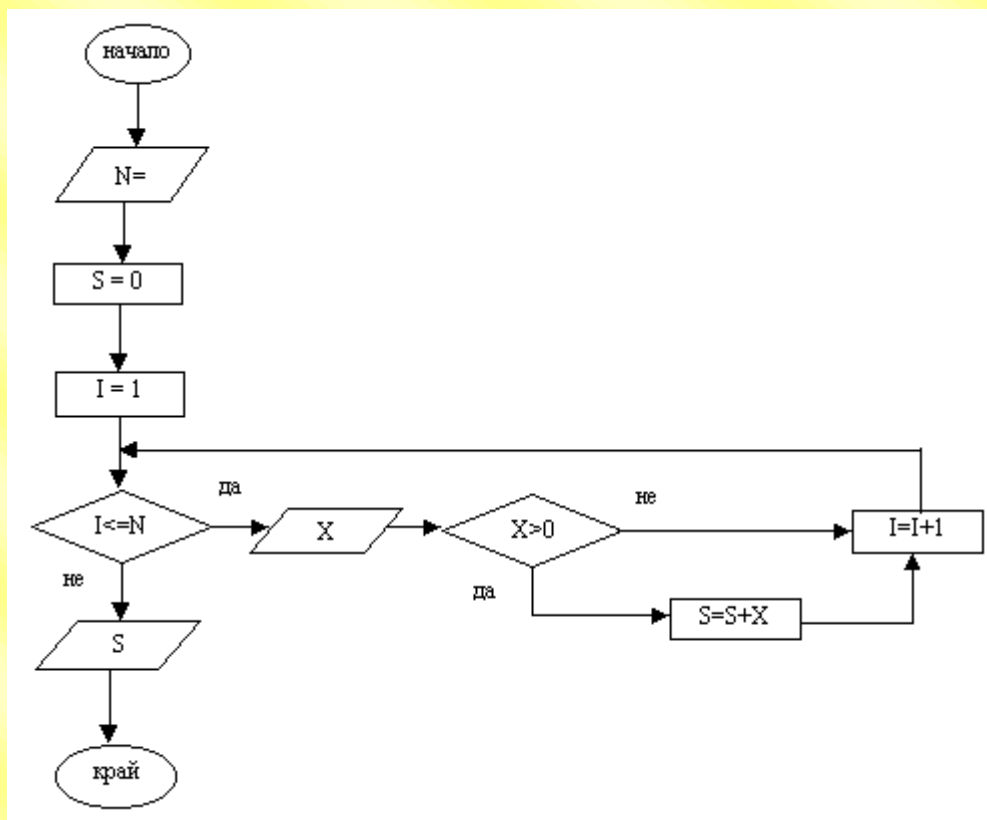 начало
N=
S = 0
I = 1
I<=N
да
X
X>0
не
I=I+1
да
S=S+X
не
S
край